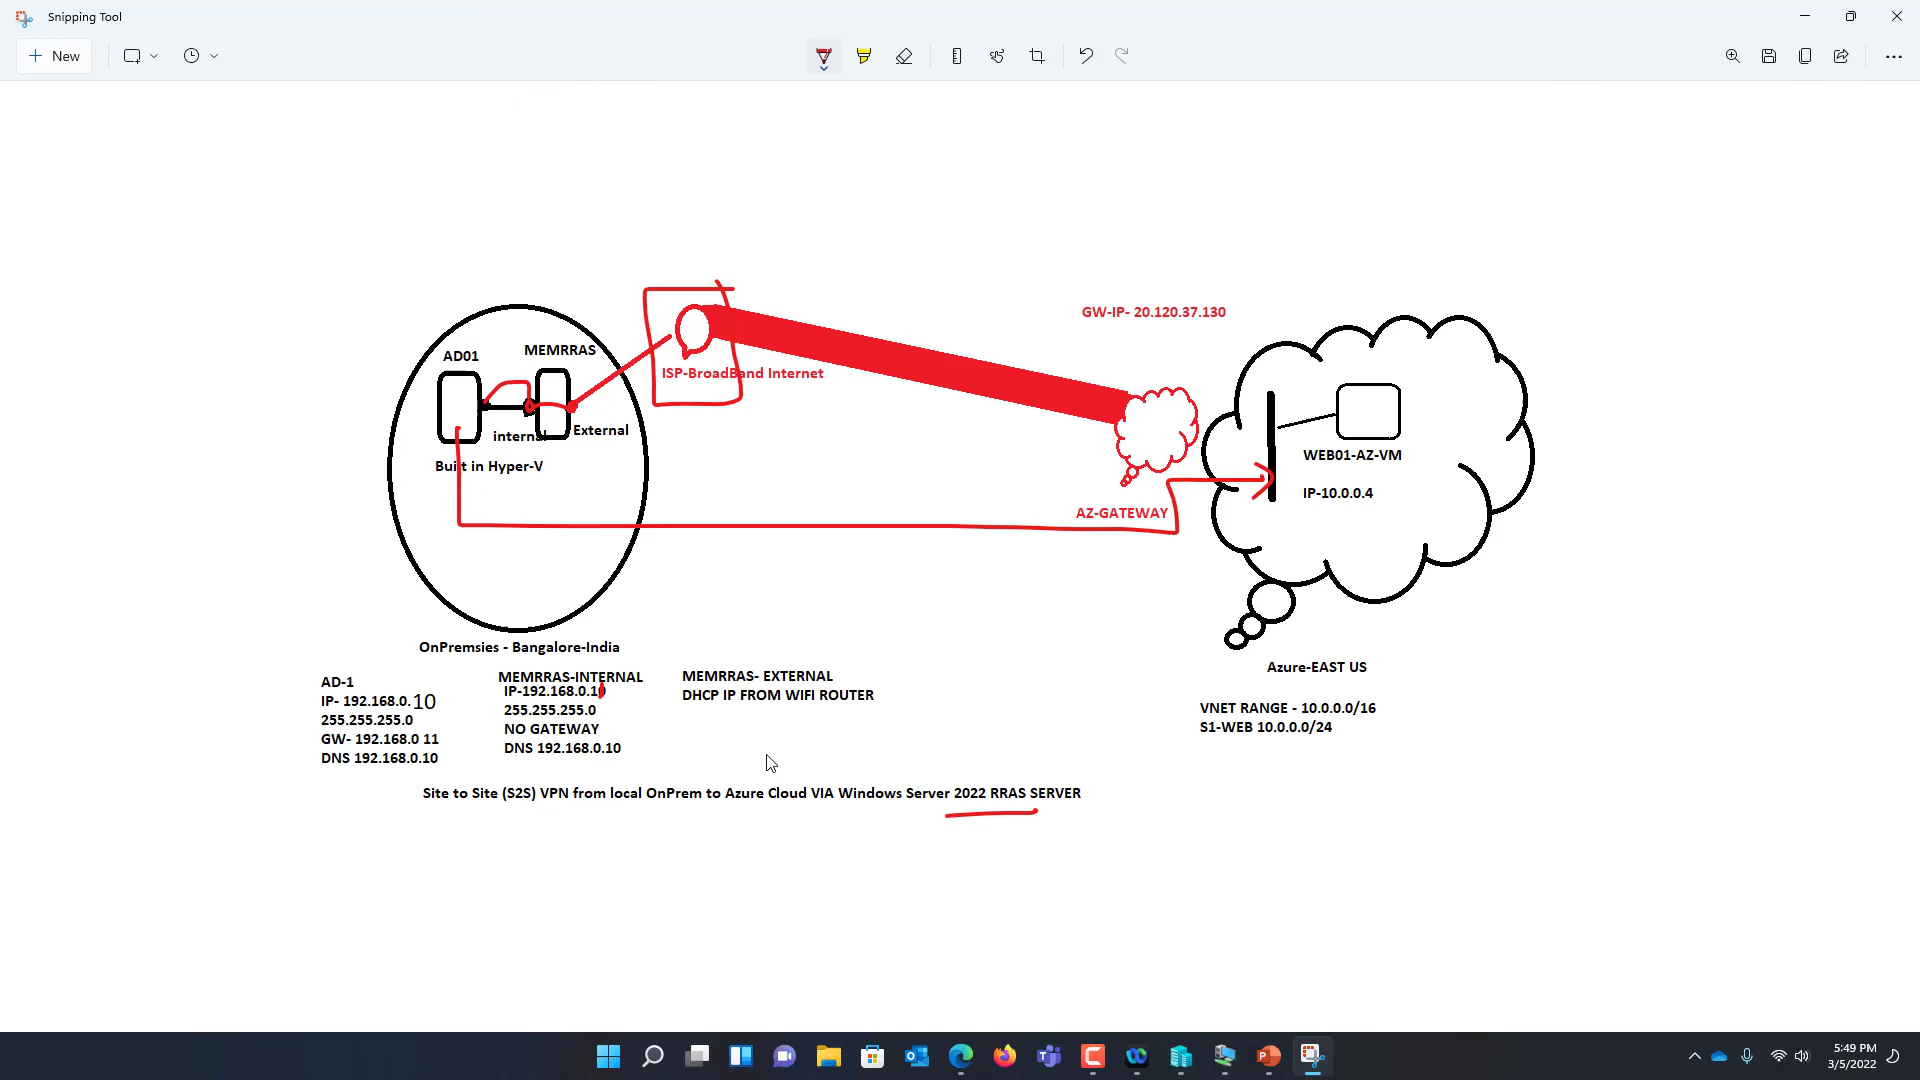 Snipping Tool
New
GW-IP- 20.120.37.130
AD01
MEMRRAS
ISP-BroadBand Internet
internal
External
Built in Hyper-V
WEB01-AZ-VM
IP-10.0.0.4
AZ-GATEWAY
OnPremsies - Bangalore-India
Azure-EAST US
AD-1
IP- 192.168.0.10
255.255.255.0
GW- 192.168.0 11
DNS 192.168.0.10
MEMRRAS-INTERNAL
255.255.255.0
NO GATEWAY
DNS 192.168.0.10
MEMRRAS- EXTERNAL
DHCP IP FROM WIFI ROUTER
VNET RANGE - 10.0.0.0/16
S1-WEB 10.0.0.0/24
Site to Site (S2S) VPN from local OnPrem to Azure Cloud VIA Windows Server 2022 RRAS SERVER
5:49 PM
3/5/2022